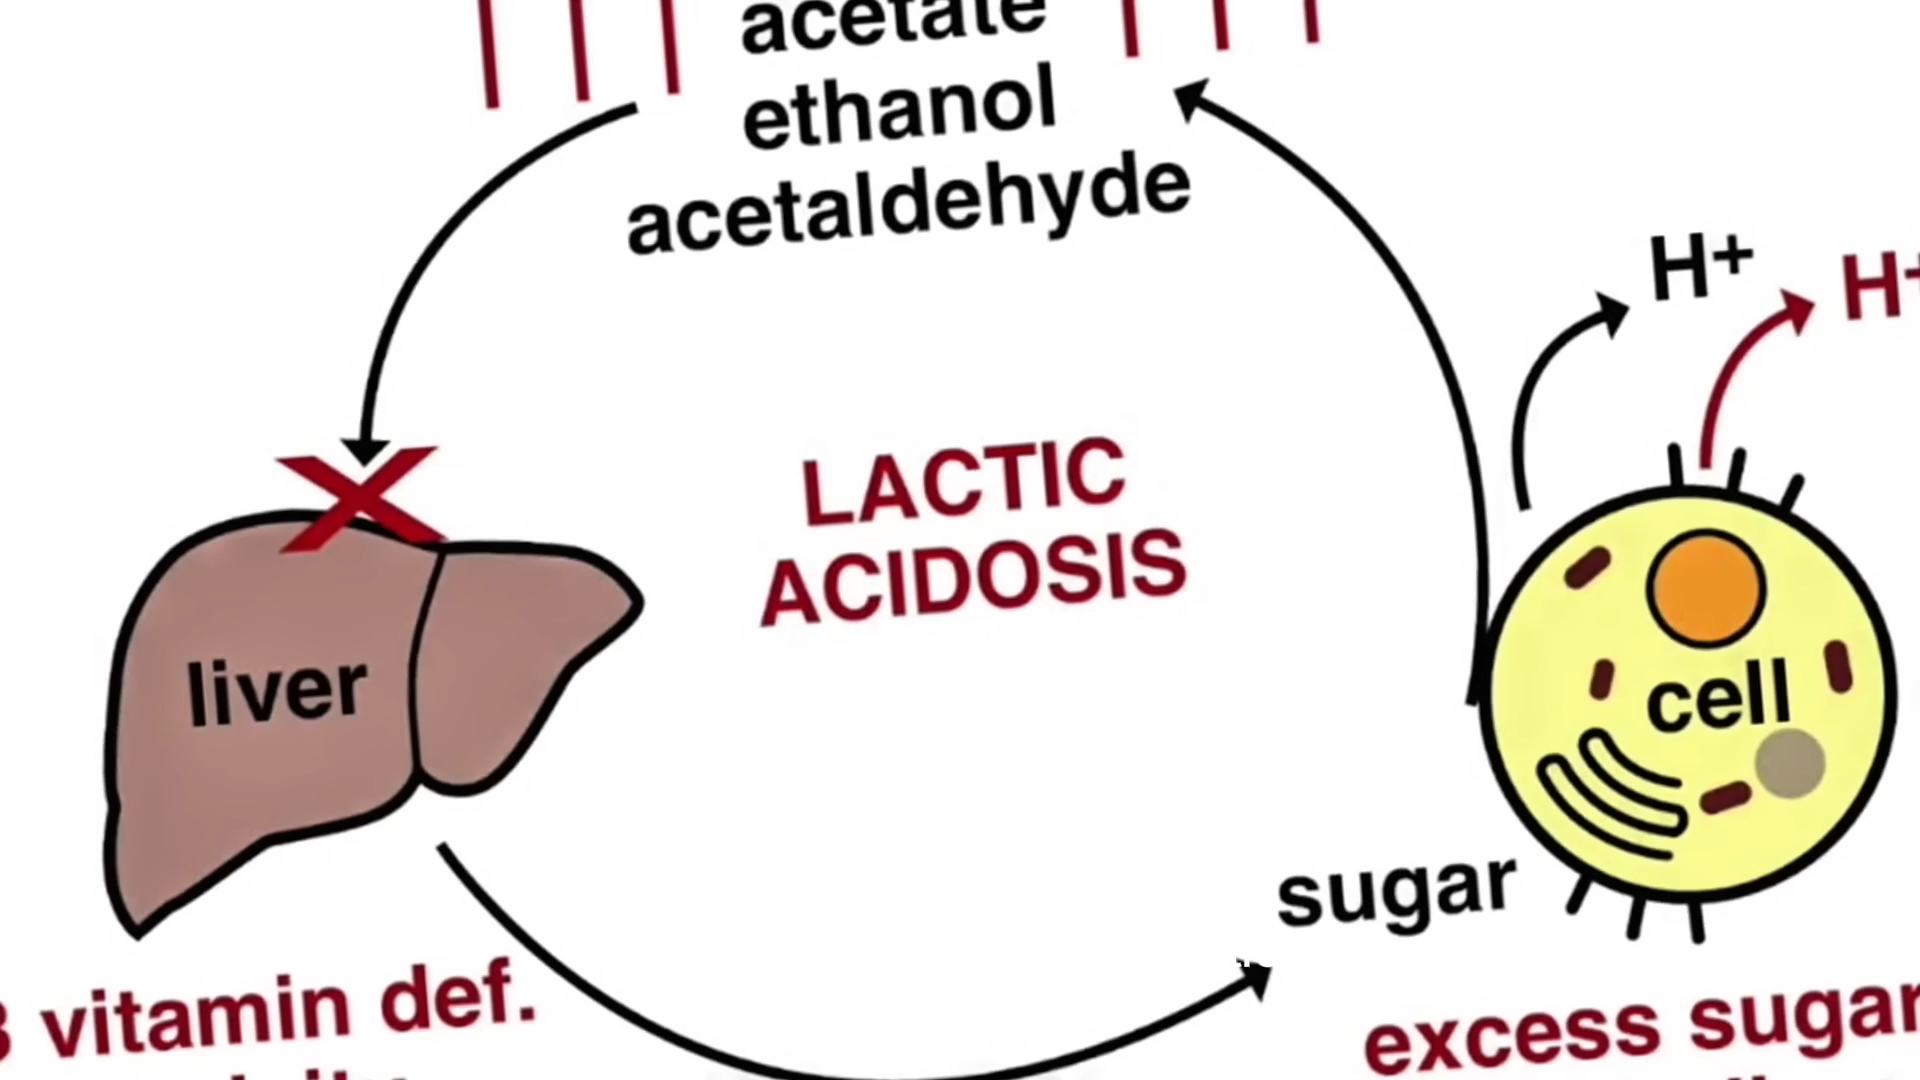 acetate
ethanol
acetaldehyde
H+
H+
LACTIC
ACIDOSIS
liver
cell
sugar
B vitamin def.
excess sugar